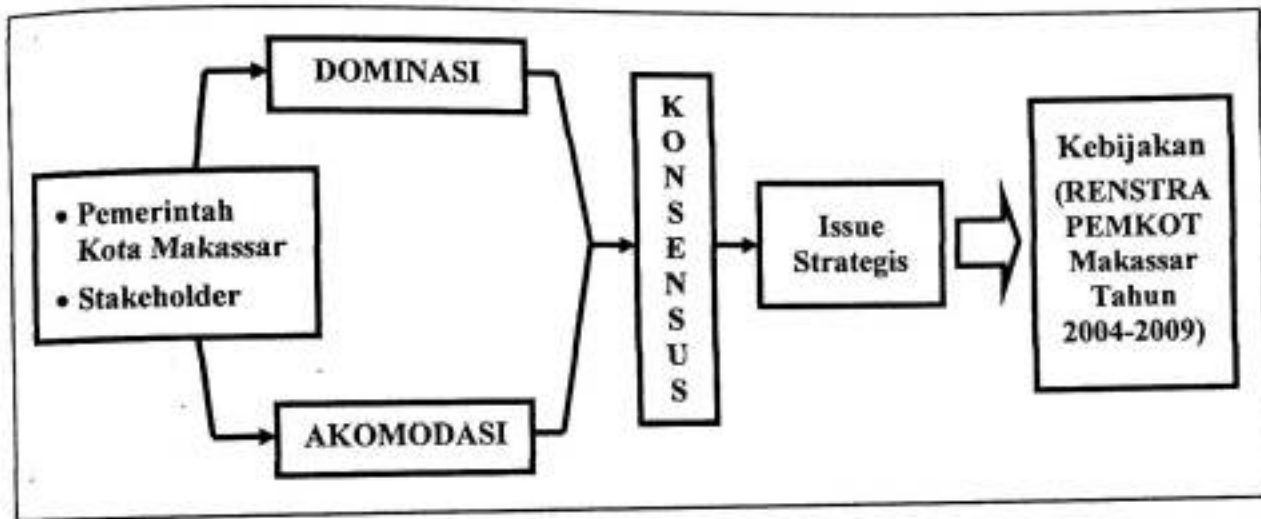 DOMINASI
• Pemerintah
Kota Makassar
• Stakeholder
AKOMODASI
K
O
N
S
E
N
S
U
S
Issue
Strategis
Kebijakan
(RENSTRA
PEMKOT
Makassar
Tahun
2004-2009)